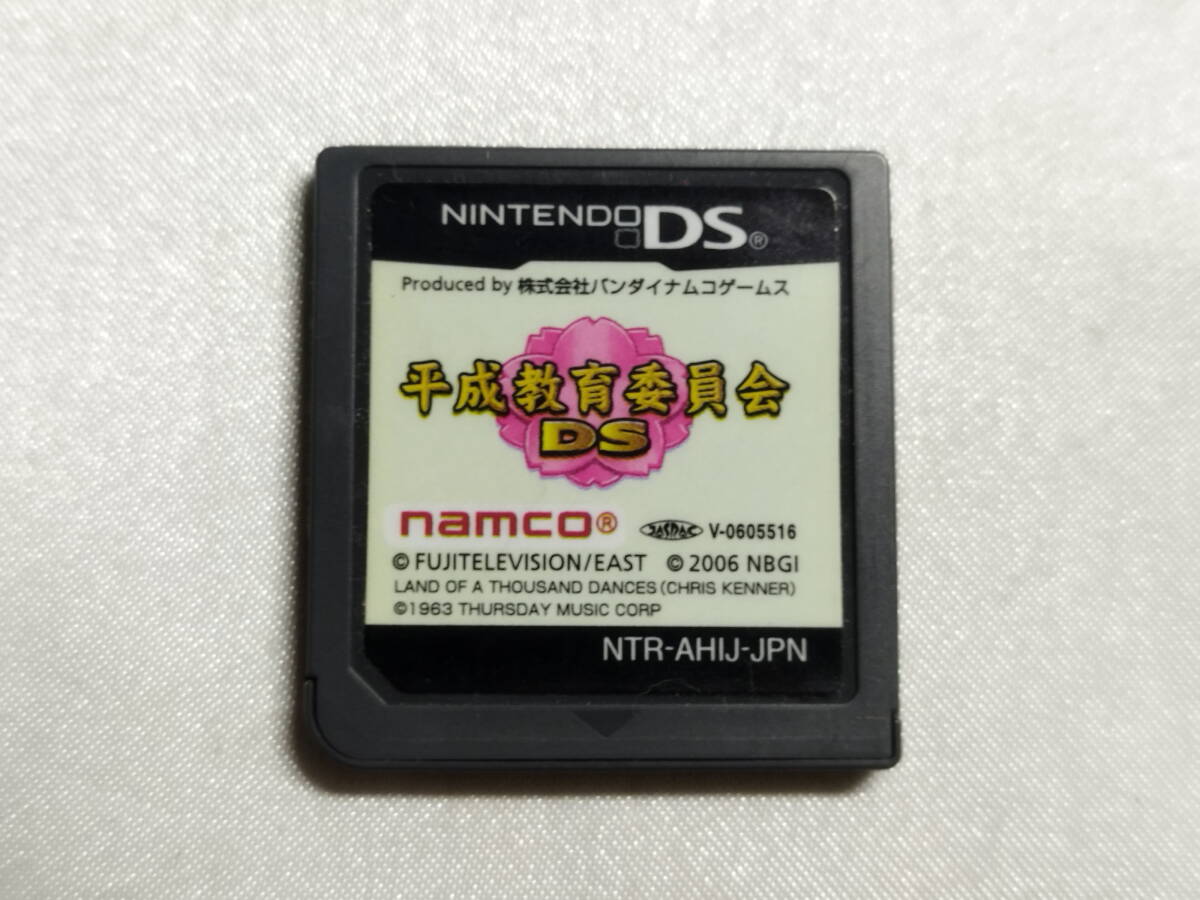 NINTENDO DS®
Produced by 株式会社バンダイナムコゲームス
平成教育委員会
DS
namco® JASRAC V-0605516
© FUJITELEVISION/EAST © 2006 NBGI
LAND OF A THOUSAND DANCES (CHRIS KENNER)
©1963 THURSDAY MUSIC CORP
NTR-AHIJ-JPN